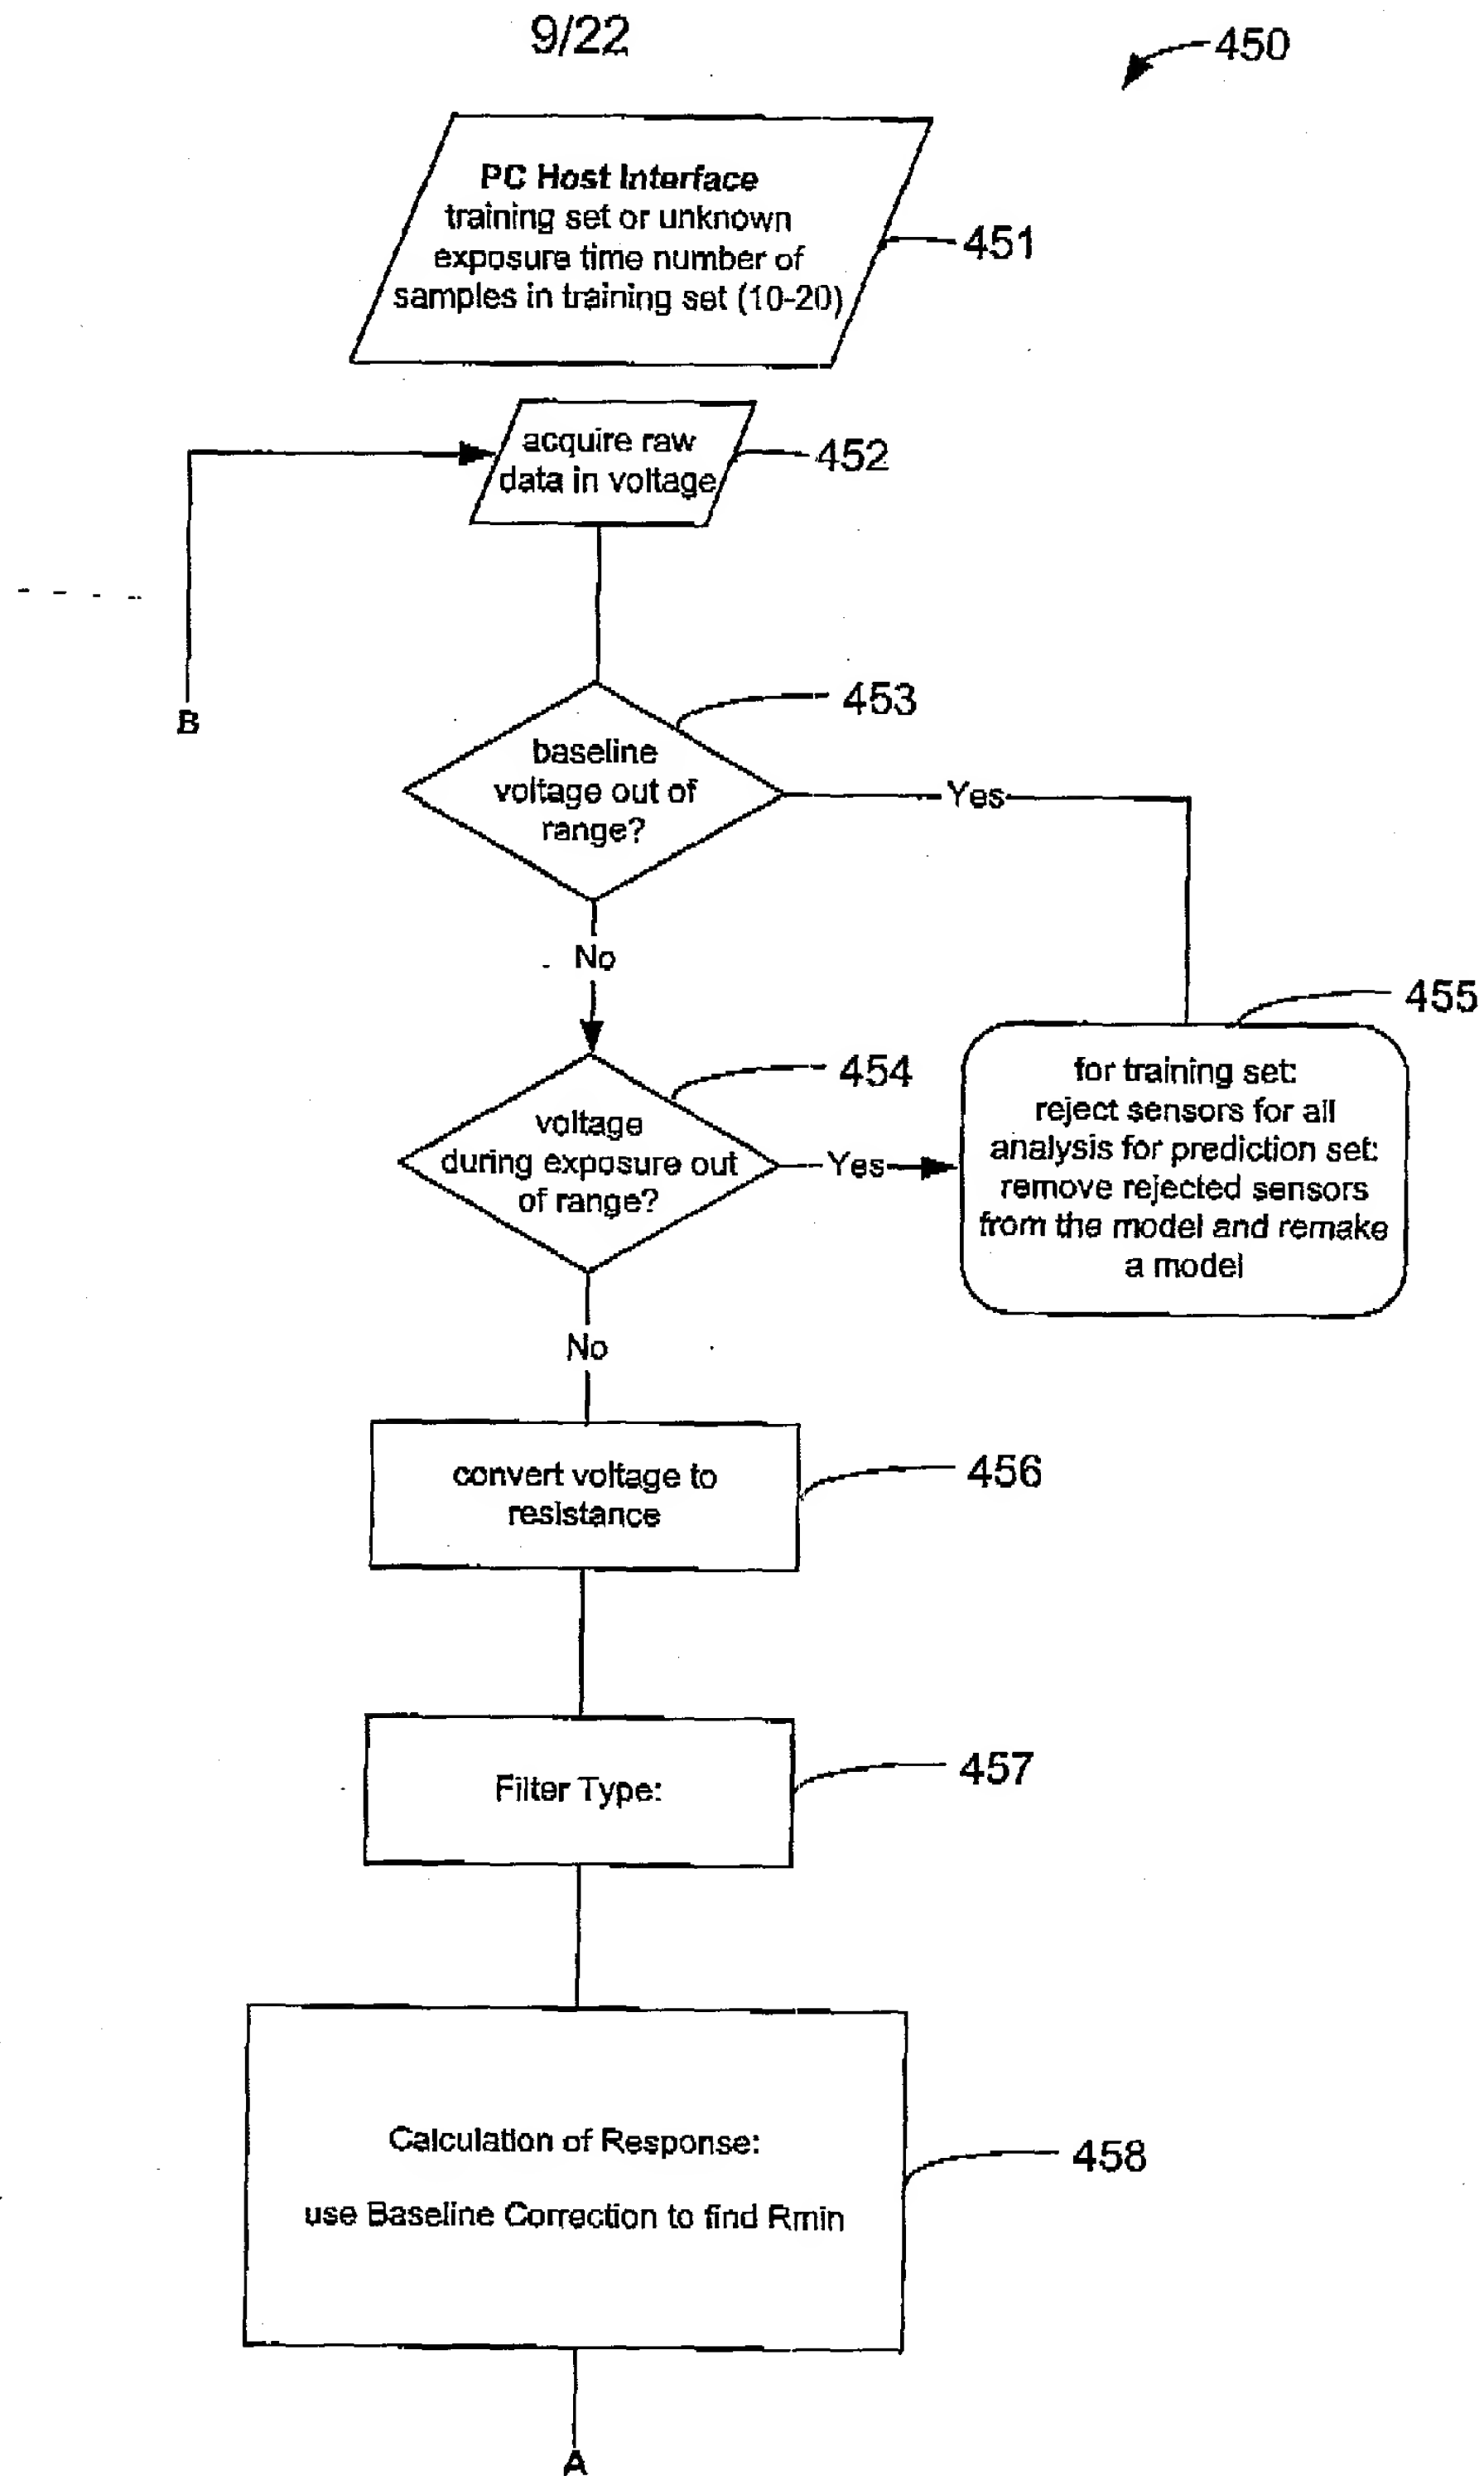 9/22
450
PC Host Interface
training set or unknown
exposure time number of
samples in training set (10-20)
451
acquire raw
data in voltage
452
B
453
baseline
voltage out of
range?
Yes
No
455
454
for training set:
reject sensors for all
analysis for prediction set:
remove rejected sensors
from the model and remake
a model
voltage
during exposure out
of range?
Yes
No
convert voltage to
resistance
456
Filter Type:
457
Calculation of Response:
use Baseline Correction to find Rmin
458
A